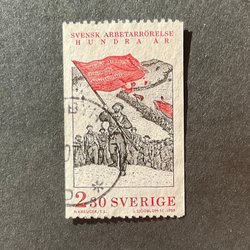 SVENSK ARBETARRÖRELSE
HUNDRA ÅR
2.30 SVERIGE